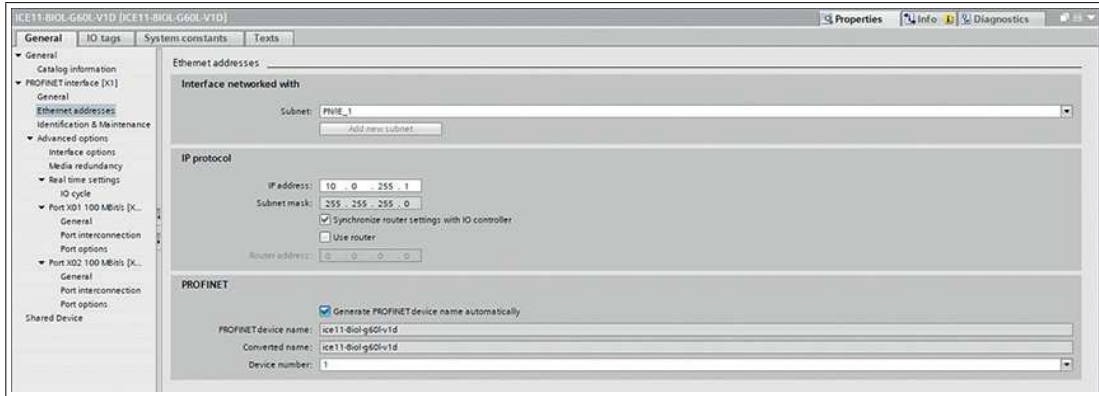 ICE11-8IOL-G60L-V1D [ICE11-8IOL-G60L-V1D]
Properties
Info
Diagnostics
General
IO tags
System constants
Texts
General
Catalog information
PROFINET interface [X1]
General
Ethernet addresses
Identification & Maintenance
Advanced options
Interface options
Media redundancy
Real time settings
IO cycle
Port X01 100 MBit/s [X...
General
Port interconnection
Port options
Port X02 100 MBit/s [X...
General
Port interconnection
Port options
Shared Device
Ethernet addresses
Interface networked with
Subnet: PN/IE_1
Add new subnet
IP protocol
IP address: 10 . 0 . 255 . 1
Subnet mask: 255 . 255 . 255 . 0
Synchronize router settings with IO controller
Use router
Router address: 0 . 0 . 0 . 0
PROFINET
Generate PROFINET device name automatically
PROFINET device name: ice11-8iol-g60l-v1d
Converted name: ice11-8iol-g60l-v1d
Device number: 1